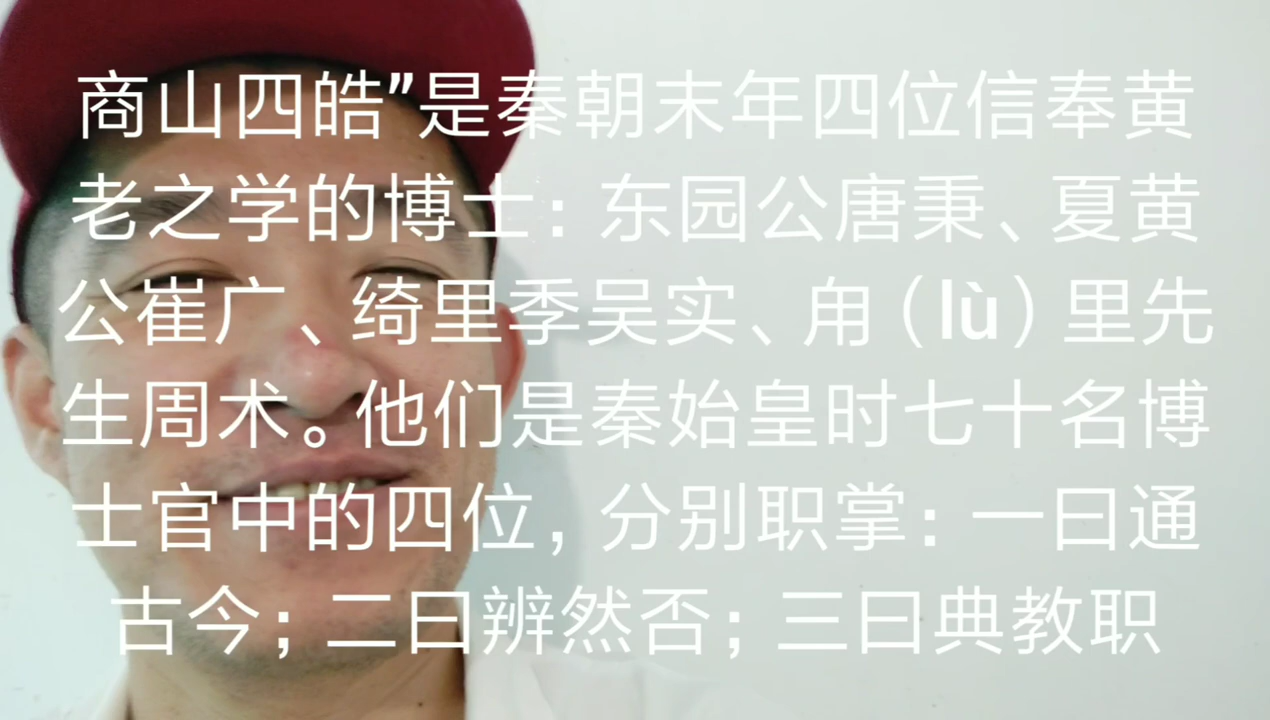 商山四皓”是秦朝末年四位信奉黄
老之学的博士：东园公唐秉、夏黄
公崔广、绮里季吴实、甪（lù）里先
生周术。他们是秦始皇时七十名博
士官中的四位，分别职掌：一曰通
古今；二曰辨然否；三曰典教职